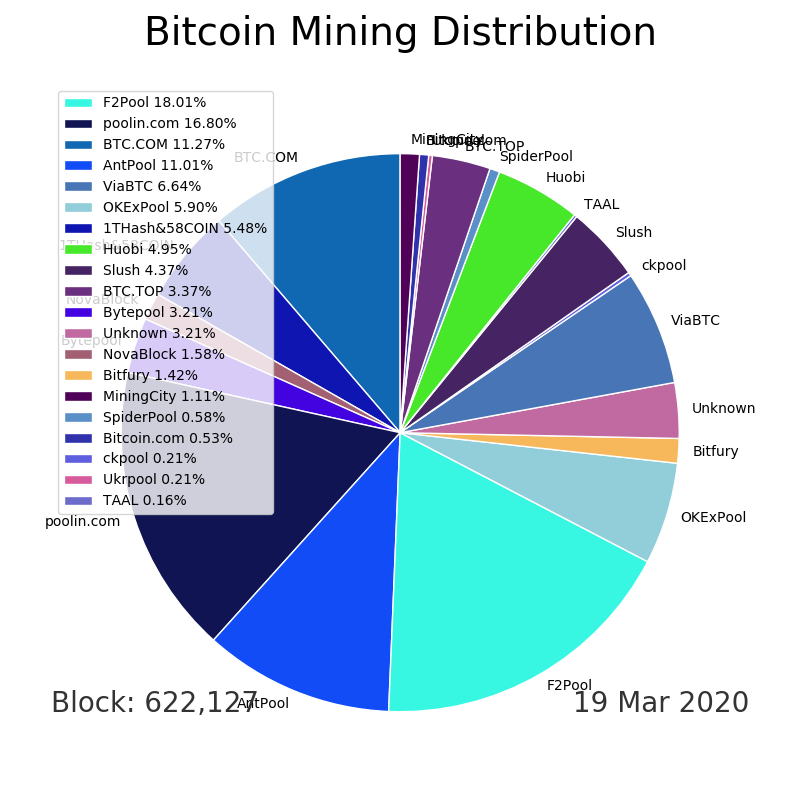 Bitcoin Mining Distribution
F2Pool 18.01%
poolin.com 16.80%
BTC.COM 11.27%
AntPool 11.01%
ViaBTC 6.64%
OKExPool 5.90%
1THash&58COIN 5.48%
Huobi 4.95%
Slush 4.37%
BTC.TOP 3.37%
Bytepool 3.21%
Unknown 3.21%
NovaBlock 1.58%
Bitfury 1.42%
MiningCity 1.11%
SpiderPool 0.58%
Bitcoin.com 0.53%
ckpool 0.21%
Ukrpool 0.21%
TAAL 0.16%
MiningCity
BTC.TOP
SpiderPool
Huobi
TAAL
Slush
ckpool
ViaBTC
Unknown
Bitfury
OKExPool
F2Pool
AntPool
poolin.com
Bytepool
NovaBlock
1THash&58COIN
BTC.COM
Block: 622,127
19 Mar 2020